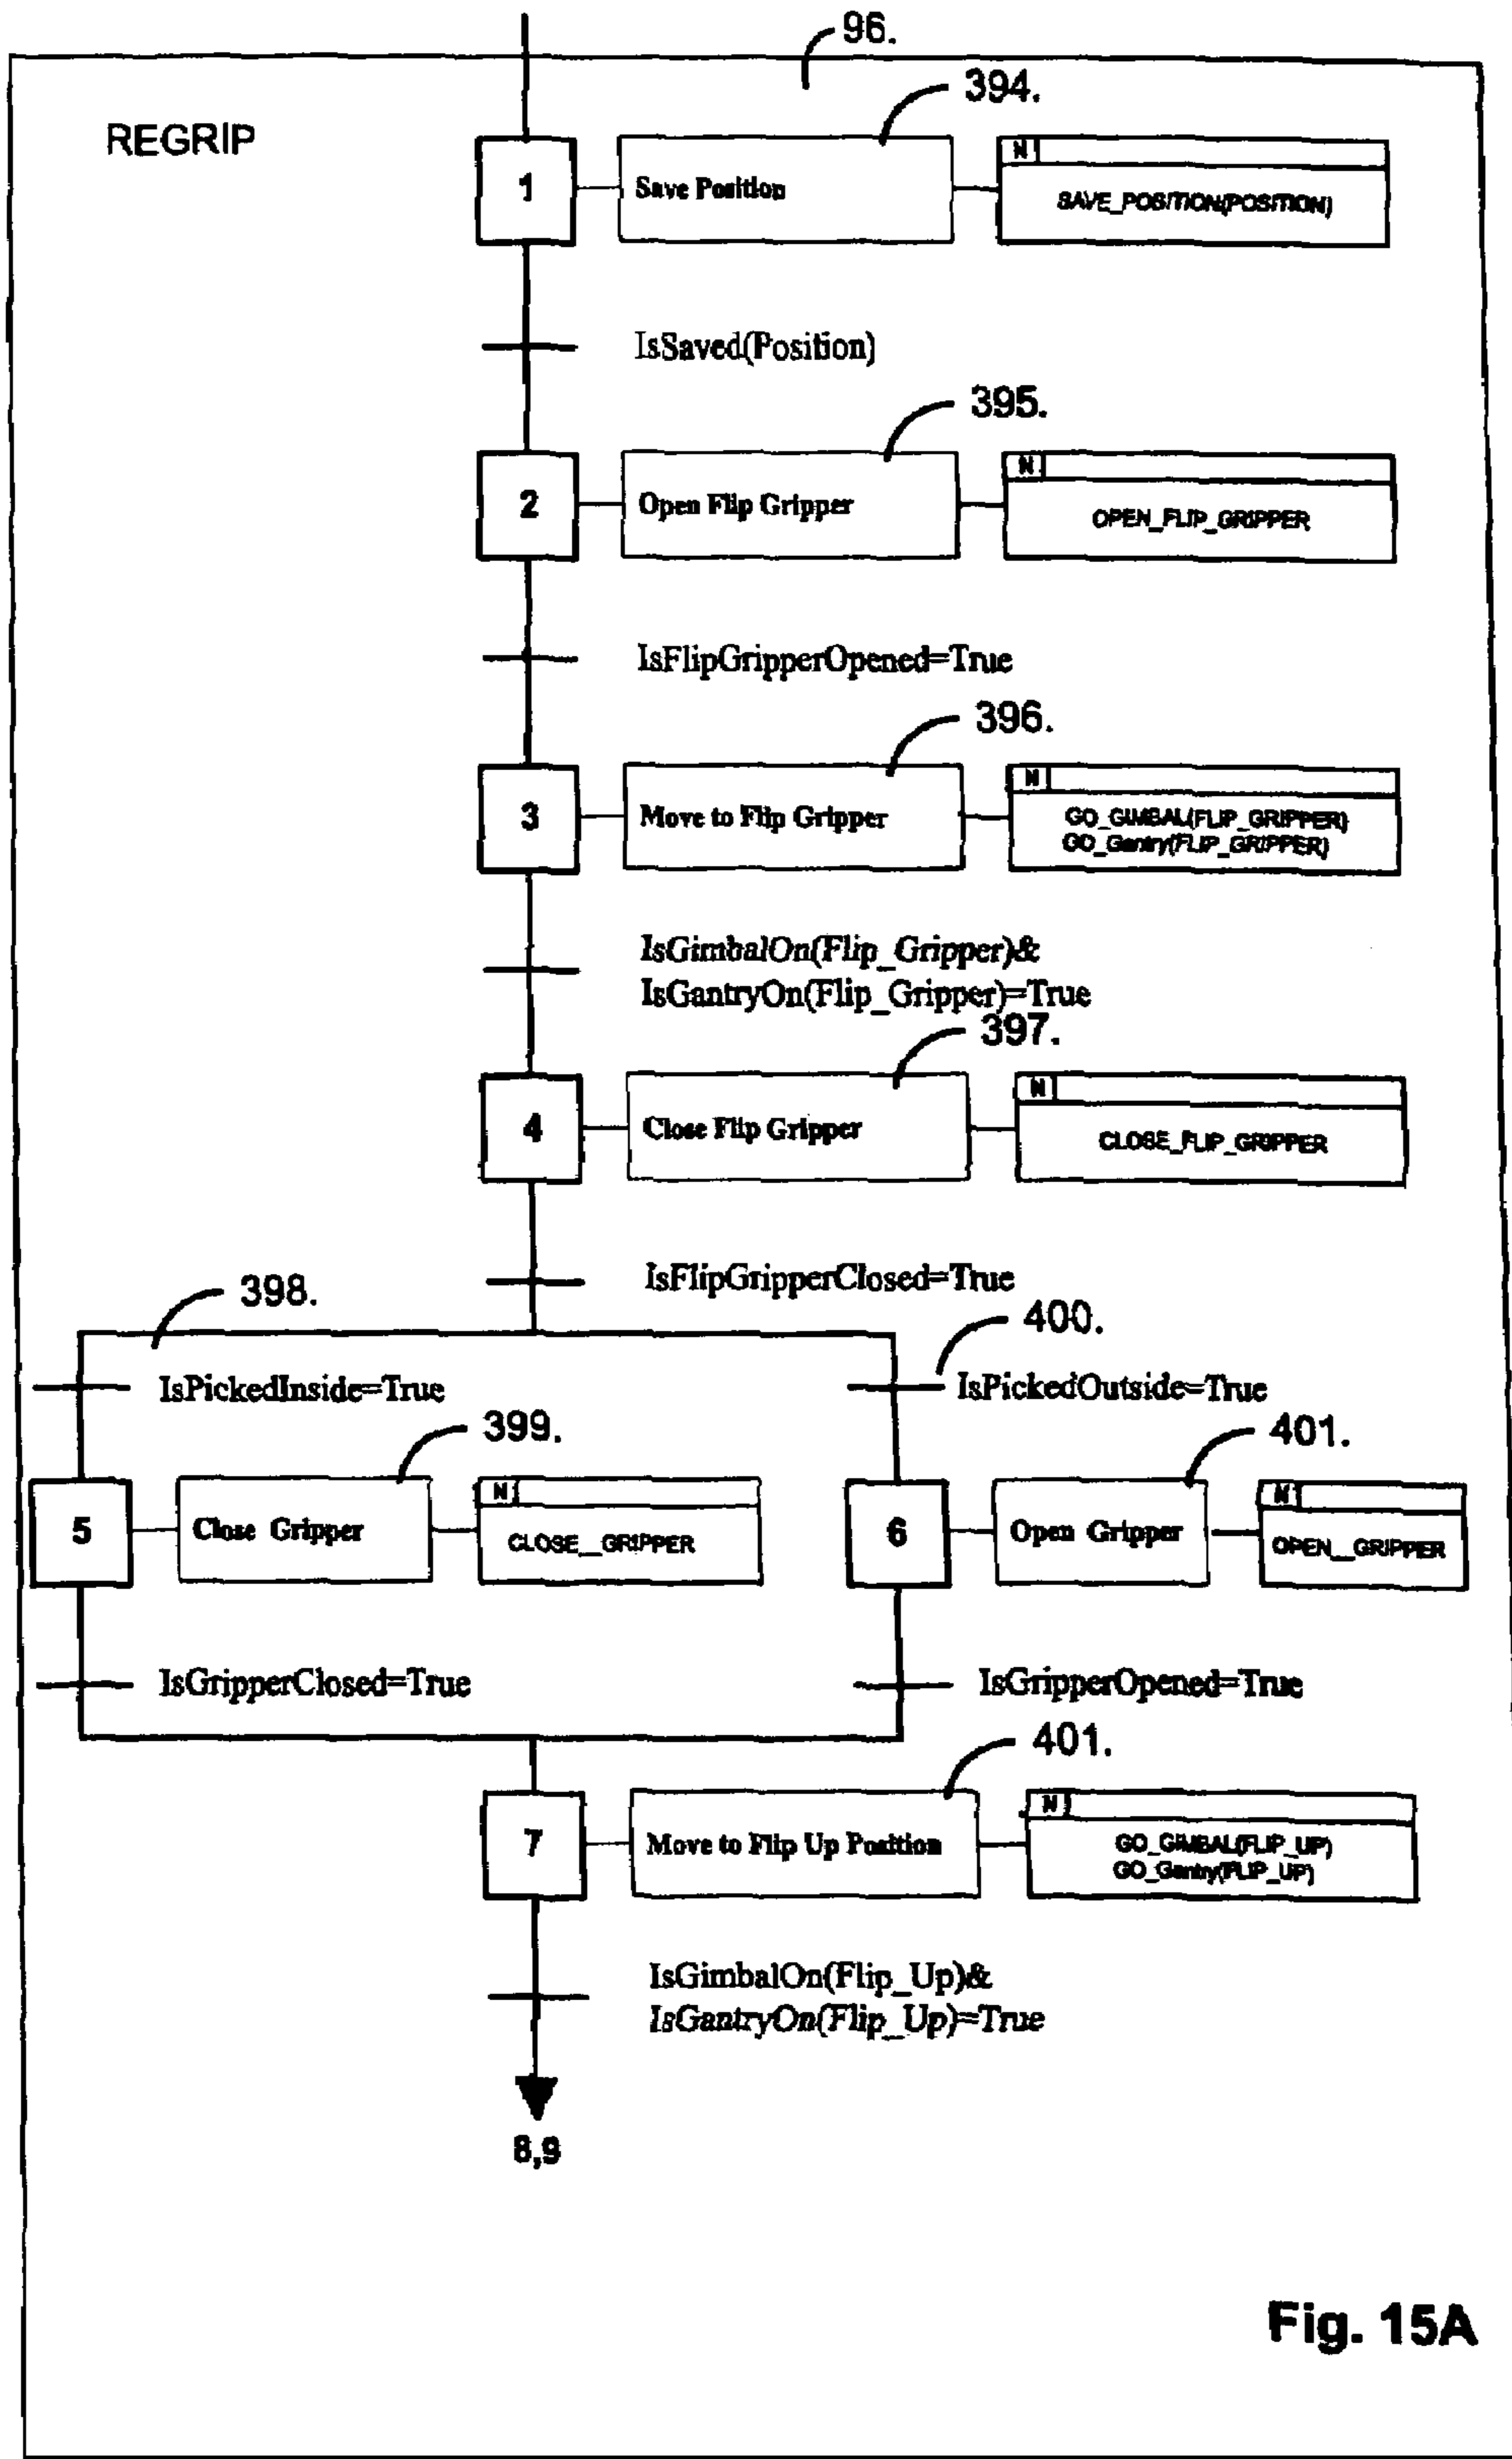 96.
REGRIP
394.
1
Save Position
N
SAVE_POSITION(POSITION)
IsSaved(Position)
395.
2
Open Flip Gripper
N
OPEN_FLIP_GRIPPER
IsFlipGripperOpened=True
396.
3
Move to Flip Gripper
N
GO_GIMBAL(FLIP_GRIPPER)
GO_Gantry(FLIP_GRIPPER)
IsGimbalOn(Flip_Gripper)&
IsGantryOn(Flip_Gripper)=True
397.
4
Close Flip Gripper
N
CLOSE_FLIP_GRIPPER
IsFlipGripperClosed=True
398.
400.
IsPickedInside=True
IsPickedOutside=True
399.
401.
5
Close Gripper
N
CLOSE__GRIPPER
6
Open Gripper
N
OPEN__GRIPPER
IsGripperClosed=True
IsGripperOpened=True
401.
7
Move to Flip Up Position
N
GO_GIMBAL(FLIP_UP)
GO_Gantry(FLIP_UP)
IsGimbalOn(Flip_Up)&
IsGantryOn(Flip_Up)=True
8,9
Fig. 15A